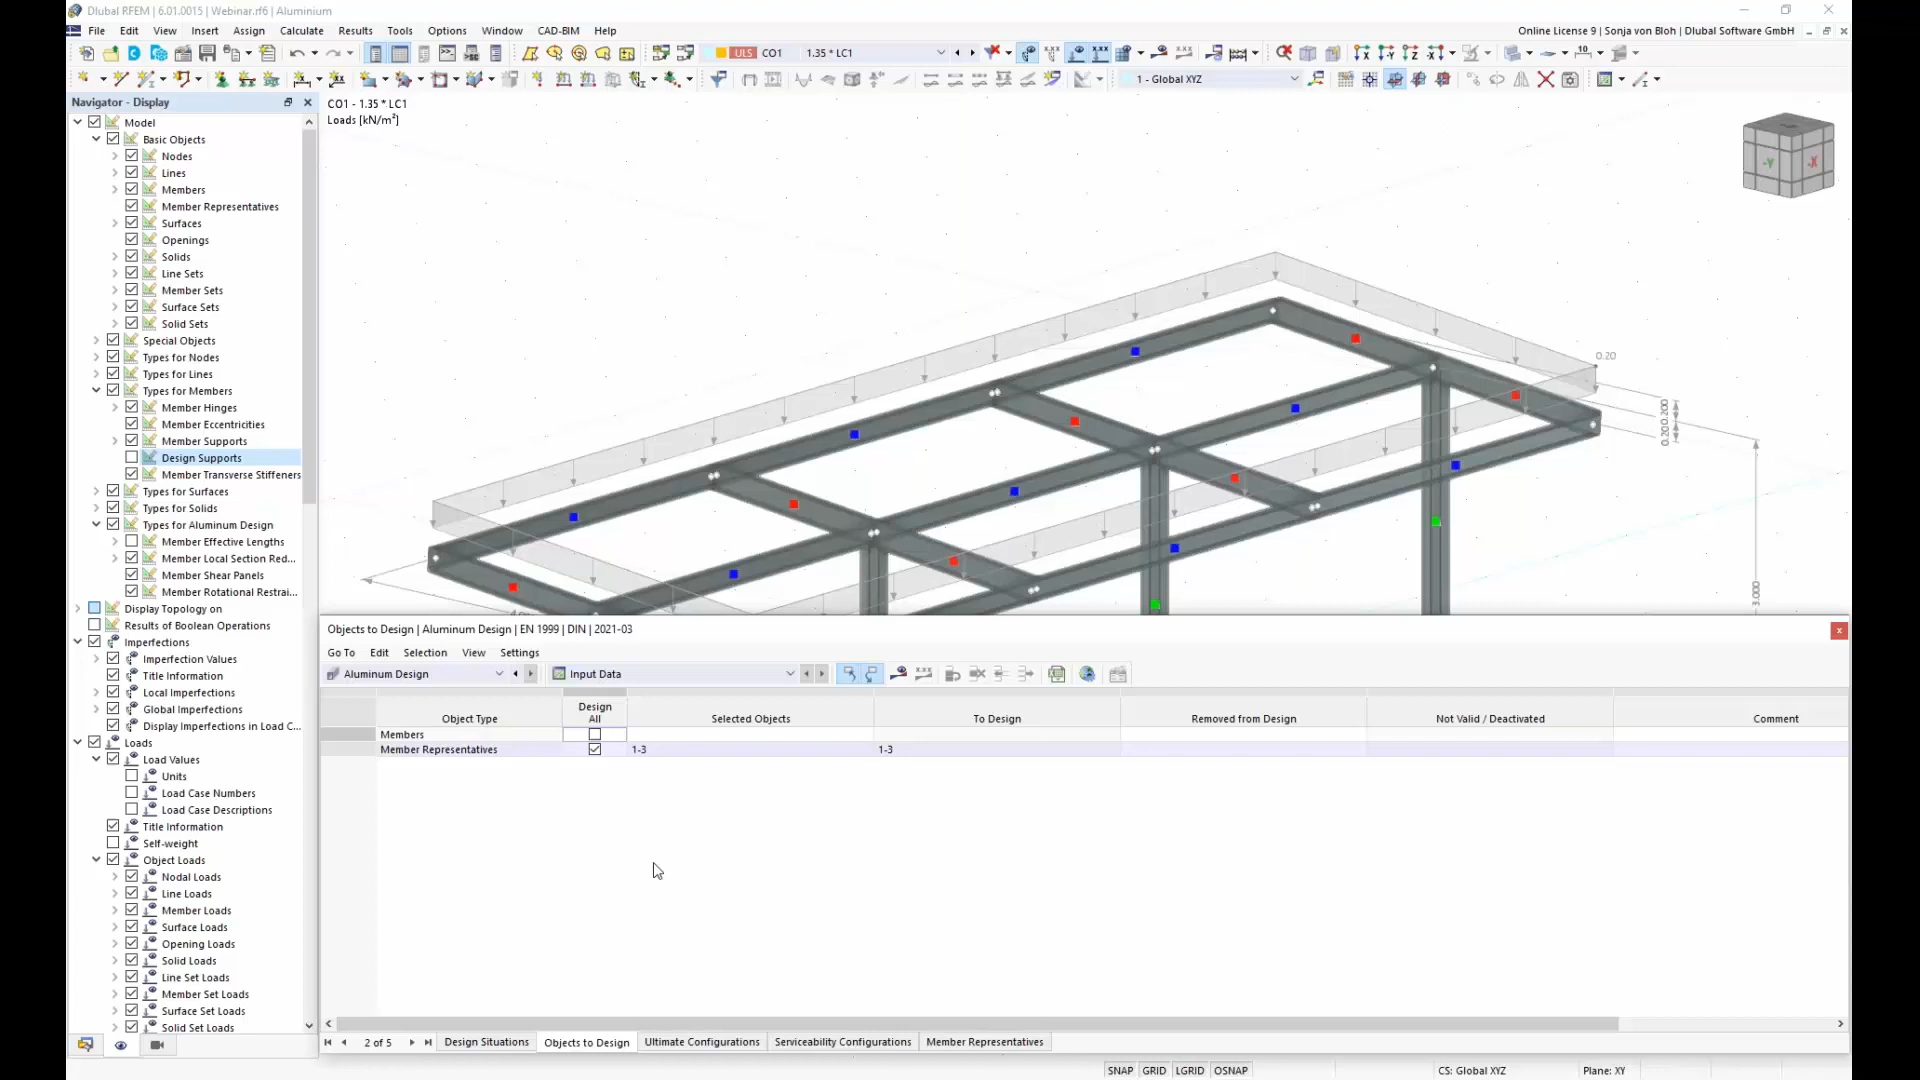 Dlubal RFEM | 6.01.0015 | Webinar.rf6 | Aluminium
File Edit View Insert Assign Calculate Results Tools Options Window CAD-BIM Help
Online License 9 | Sonja von Bloh | Dlubal Software GmbH
ULS CO1 1.35 * LC1
1 - Global XYZ
Navigator - Display
Model
Basic Objects
Nodes
Lines
Members
Member Representatives
Surfaces
Openings
Solids
Line Sets
Member Sets
Surface Sets
Solid Sets
Special Objects
Types for Nodes
Types for Lines
Types for Members
Member Hinges
Member Eccentricities
Member Supports
Design Supports
Member Transverse Stiffeners
Types for Surfaces
Types for Solids
Types for Aluminum Design
Member Effective Lengths
Member Local Section Red...
Member Shear Panels
Member Rotational Restrai...
Display Topology on
Results of Boolean Operations
Imperfections
Imperfection Values
Title Information
Local Imperfections
Global Imperfections
Display Imperfections in Load C...
Loads
Load Values
Units
Load Case Numbers
Load Case Descriptions
Title Information
Self-weight
Object Loads
Nodal Loads
Line Loads
Member Loads
Surface Loads
Opening Loads
Solid Loads
Line Set Loads
Member Set Loads
Surface Set Loads
Solid Set Loads
CO1 - 1.35 * LC1
Loads [kN/m²]
0.20
0.200
0.20
3.000
-Y
-X
Objects to Design | Aluminum Design | EN 1999 | DIN | 2021-03
Go To Edit Selection View Settings
Aluminum Design
Input Data
Object Type
Design All
Selected Objects
To Design
Removed from Design
Not Valid / Deactivated
Comment
Members
Member Representatives 1-3 1-3
2 of 5 Design Situations Objects to Design Ultimate Configurations Serviceability Configurations Member Representatives
SNAP GRID LGRID OSNAP
CS: Global XYZ
Plane: XY